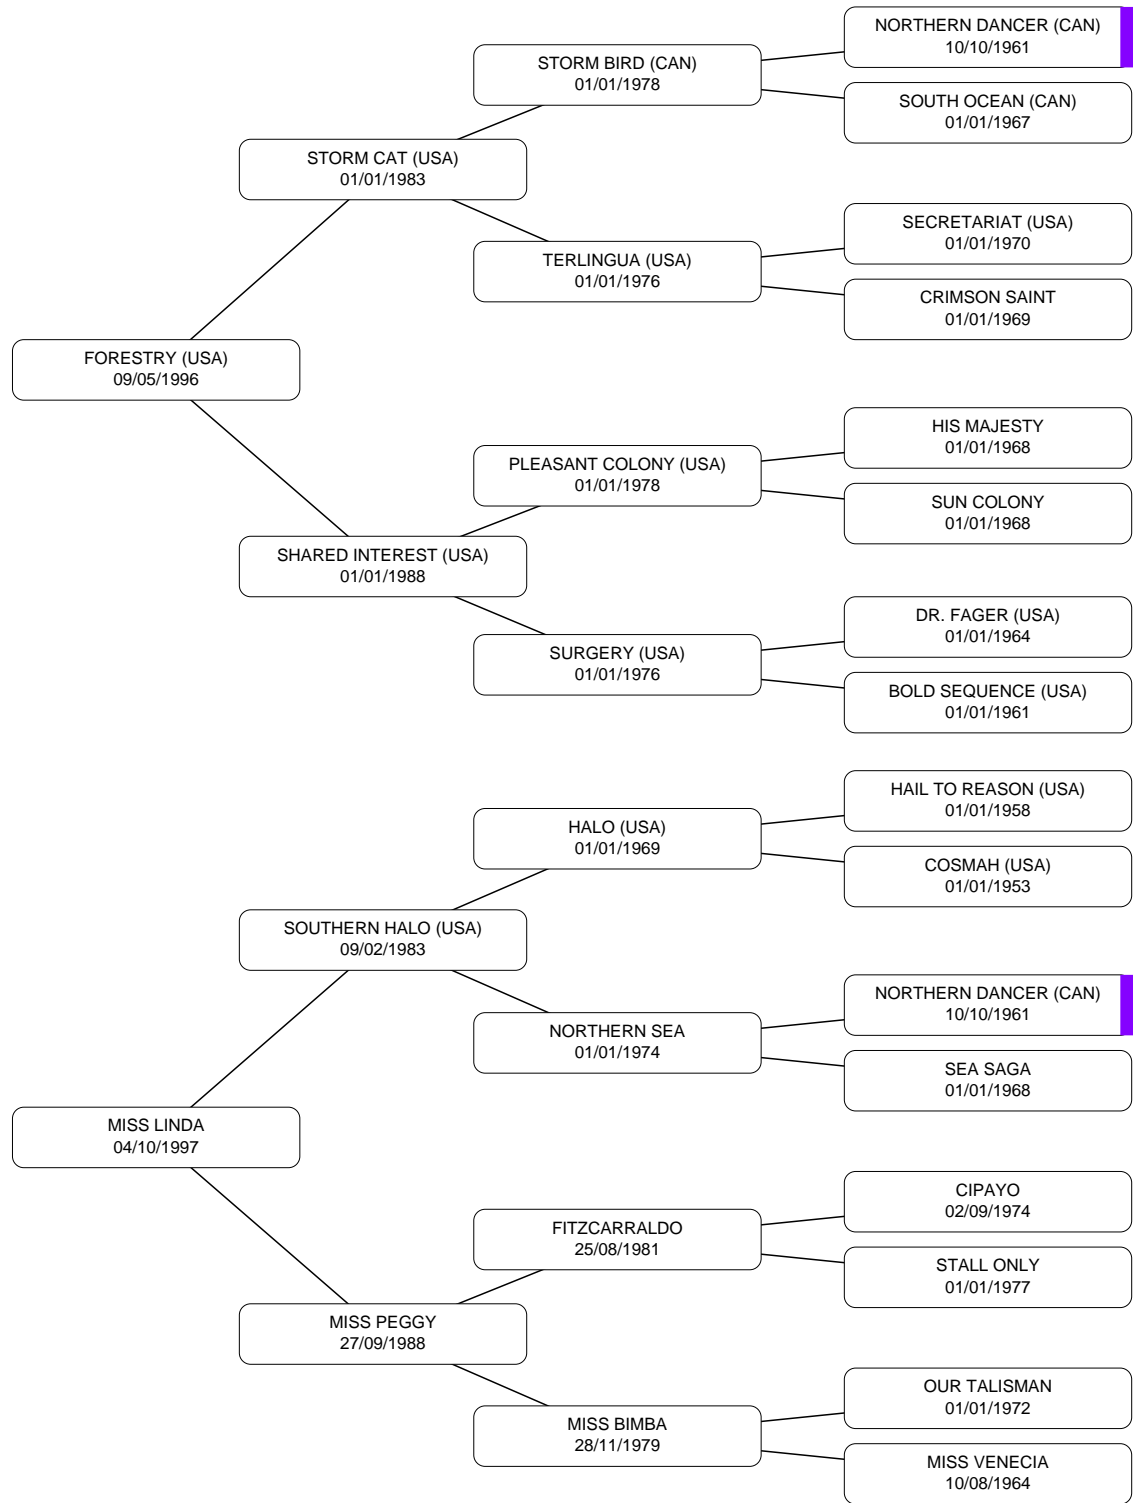 NORTHERN DANCER (CAN)
10/10/1961
STORM BIRD (CAN)
01/01/1978
SOUTH OCEAN (CAN)
01/01/1967
STORM CAT (USA)
01/01/1983
SECRETARIAT (USA)
01/01/1970
TERLINGUA (USA)
01/01/1976
CRIMSON SAINT
01/01/1969
FORESTRY (USA)
09/05/1996
HIS MAJESTY
01/01/1968
PLEASANT COLONY (USA)
01/01/1978
SUN COLONY
01/01/1968
SHARED INTEREST (USA)
01/01/1988
DR. FAGER (USA)
01/01/1964
SURGERY (USA)
01/01/1976
BOLD SEQUENCE (USA)
01/01/1961
HAIL TO REASON (USA)
01/01/1958
HALO (USA)
01/01/1969
COSMAH (USA)
01/01/1953
SOUTHERN HALO (USA)
09/02/1983
NORTHERN DANCER (CAN)
10/10/1961
NORTHERN SEA
01/01/1974
SEA SAGA
01/01/1968
MISS LINDA
04/10/1997
CIPAYO
02/09/1974
FITZCARRALDO
25/08/1981
STALL ONLY
01/01/1977
MISS PEGGY
27/09/1988
OUR TALISMAN
01/01/1972
MISS BIMBA
28/11/1979
MISS VENECIA
10/08/1964